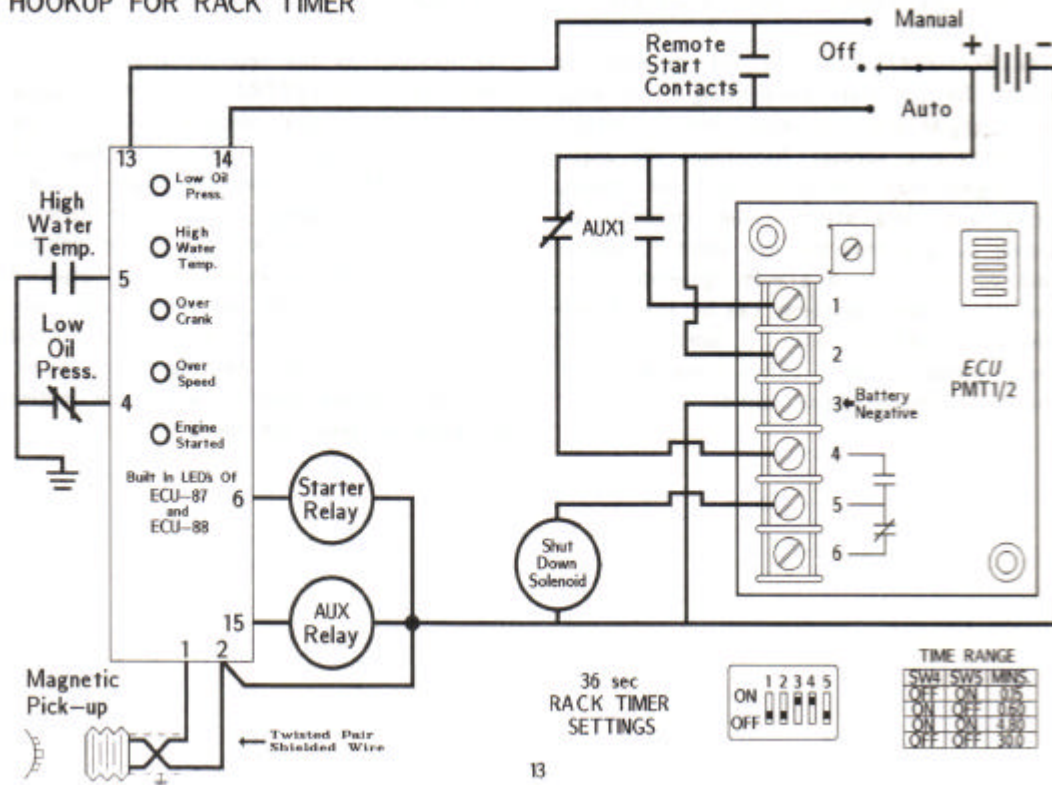 HOOKUP FOR RACK TIMER
Manual
Remote
Start
Contacts
Off
+
-
Auto
13
14
Low Oil
Press.
High
Water
Temp.
High
Water
Temp.
5
Over
Crank
Low
Oil
Press.
Over
Speed
4
Engine
Started
Built In LED's Of
ECU-87
and
ECU-88
6
Starter
Relay
15
AUX
Relay
1
2
AUX1
1
2
3
Battery
Negative
4
5
6
ECU
PMT1/2
Shut
Down
Solenoid
Magnetic
Pick-up
Twisted Pair
Shielded Wire
36 sec
RACK TIMER
SETTINGS
1 2 3 4 5
ON
OFF
TIME RANGE
SW4 SW5 MINS.
OFF ON 0.15
ON OFF 0.60
ON ON 4.80
OFF OFF 30.0
13